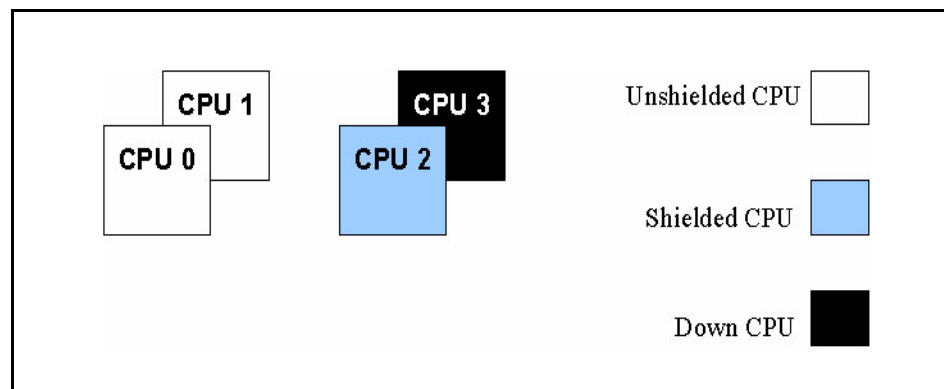 CPU 1
CPU 0
CPU 3
CPU 2
Unshielded CPU
Shielded CPU
Down CPU